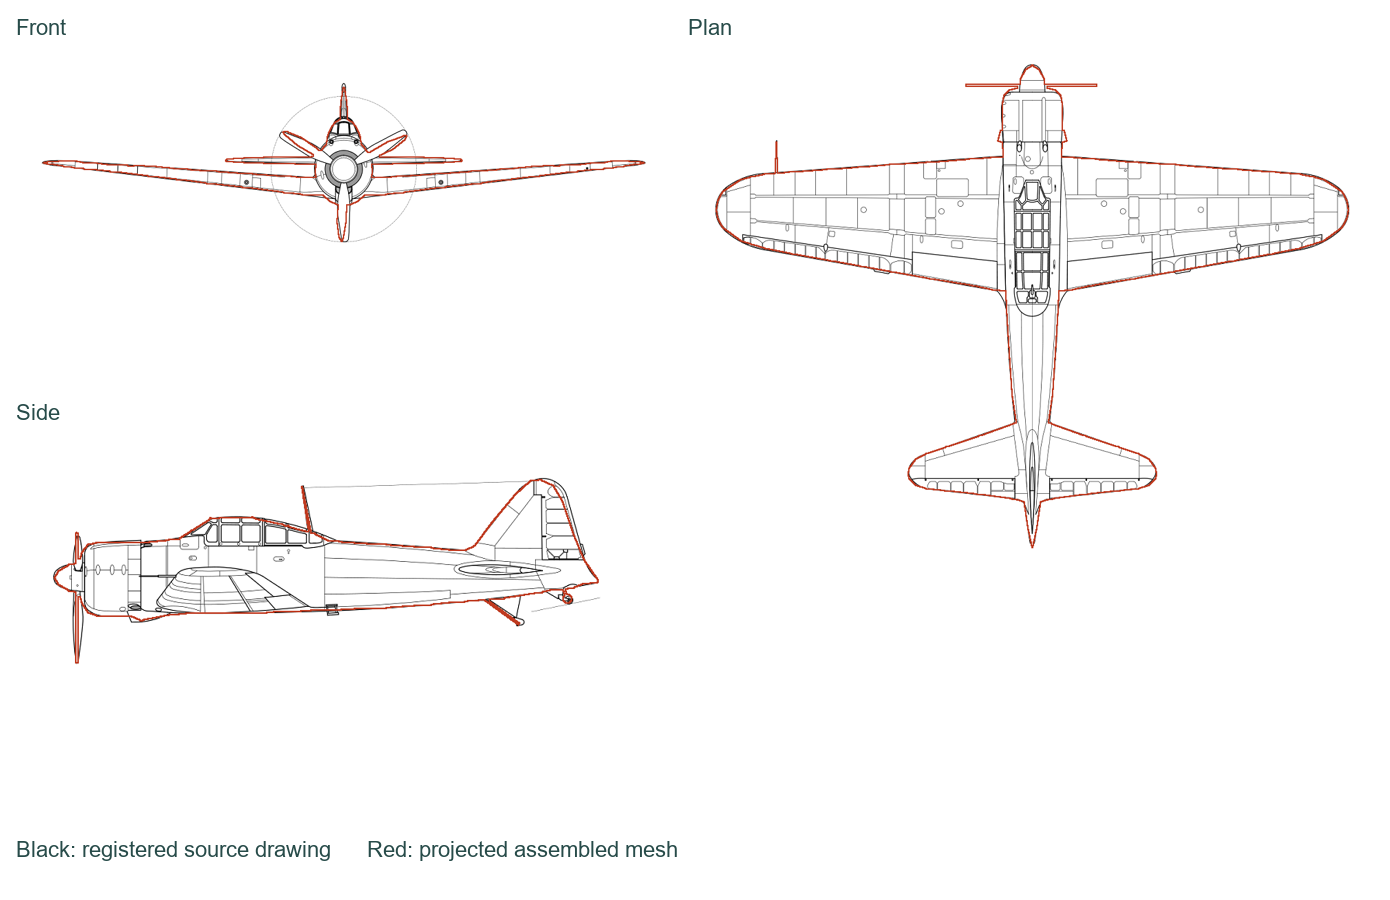 Front
Plan
Side
Black: registered source drawing
Red: projected assembled mesh